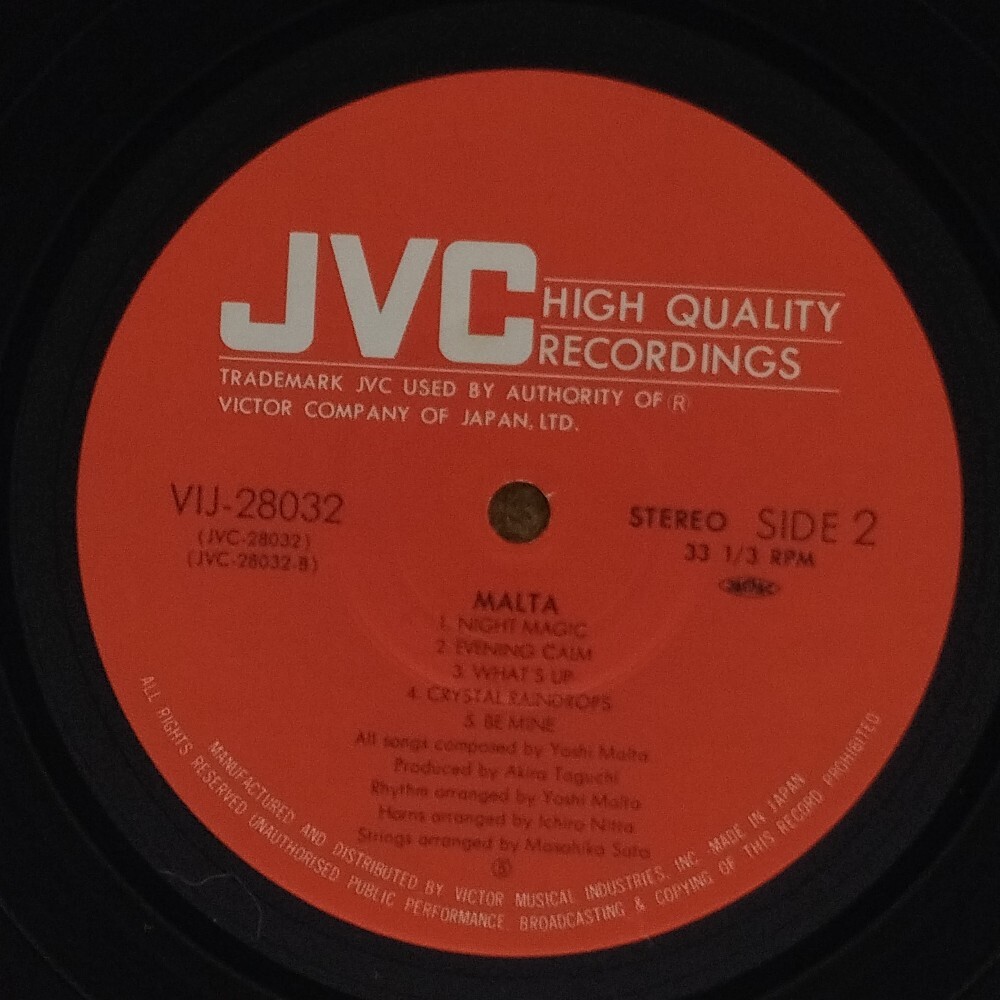 JVC
HIGH QUALITY
RECORDINGS
TRADEMARK JVC USED BY AUTHORITY OF (R)
VICTOR COMPANY OF JAPAN, LTD.
VIJ-28032
(JVC-28032)
(JVC-28032-B)
STEREO SIDE 2
33 1/3 RPM
MALTA
1. NIGHT MAGIC
2. EVENING CALM
3. WHAT'S UP
4. CRYSTAL RAINDROPS
5. BE MINE
All songs composed by Yoshi Malta
Produced by Akira Taguchi
Rhythm arranged by Yoshi Malta
Horns arranged by Ichiro Nitta
Strings arranged by Masahiko Sato
MANUFACTURED AND DISTRIBUTED BY VICTOR MUSICAL INDUSTRIES, INC. MADE IN JAPAN
ALL RIGHTS RESERVED UNAUTHORISED PUBLIC PERFORMANCE BROADCASTING & COPYING OF THIS RECORD PROHIBITED